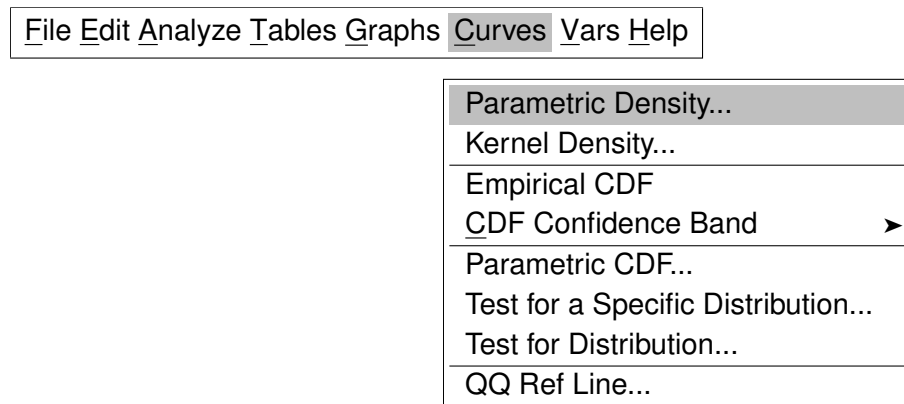 File Edit Analyze Tables Graphs Curves Vars Help
Parametric Density...
Kernel Density...
Empirical CDF
CDF Confidence Band ➤
Parametric CDF...
Test for a Specific Distribution...
Test for Distribution...
QQ Ref Line...